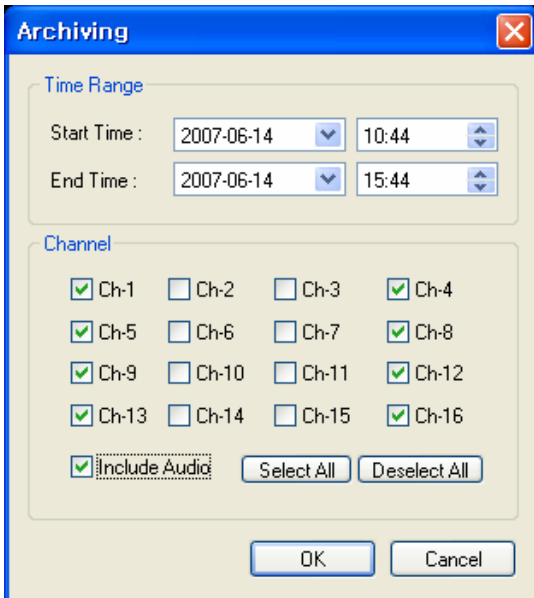 Archiving
Time Range
Start Time : 2007-06-14 10:44
End Time : 2007-06-14 15:44
Channel
Ch-1 Ch-2 Ch-3 Ch-4
Ch-5 Ch-6 Ch-7 Ch-8
Ch-9 Ch-10 Ch-11 Ch-12
Ch-13 Ch-14 Ch-15 Ch-16
Include Audio Select All Deselect All
OK Cancel